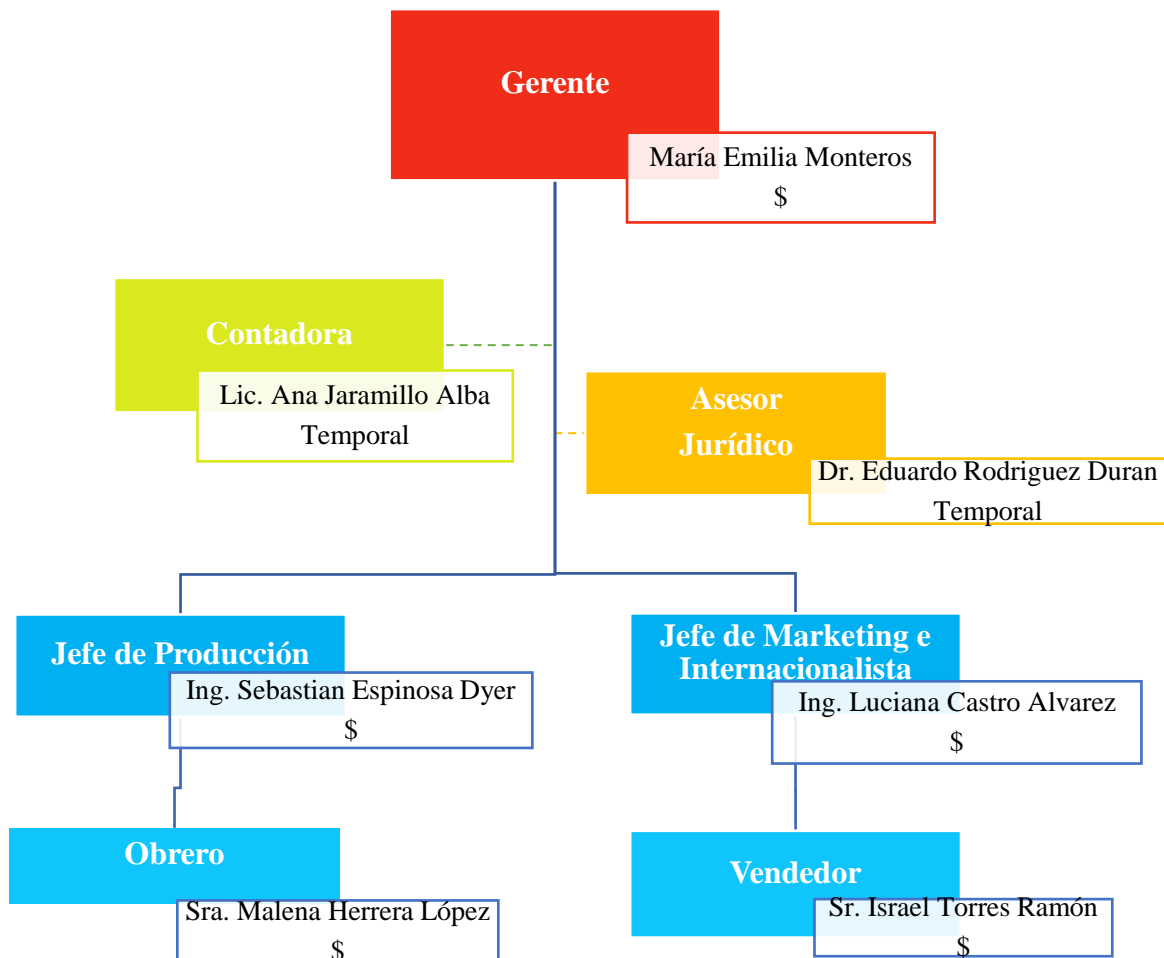 Gerente
María Emilia Monteros
$
Contadora
Lic. Ana Jaramillo Alba
Temporal
Asesor
Jurídico
Dr. Eduardo Rodriguez Duran
Temporal
Jefe de Producción
Ing. Sebastian Espinosa Dyer
$
Jefe de Marketing e
Internacionalista
Ing. Luciana Castro Alvarez
$
Obrero
Sra. Malena Herrera López
$
Vendedor
Sr. Israel Torres Ramón
$